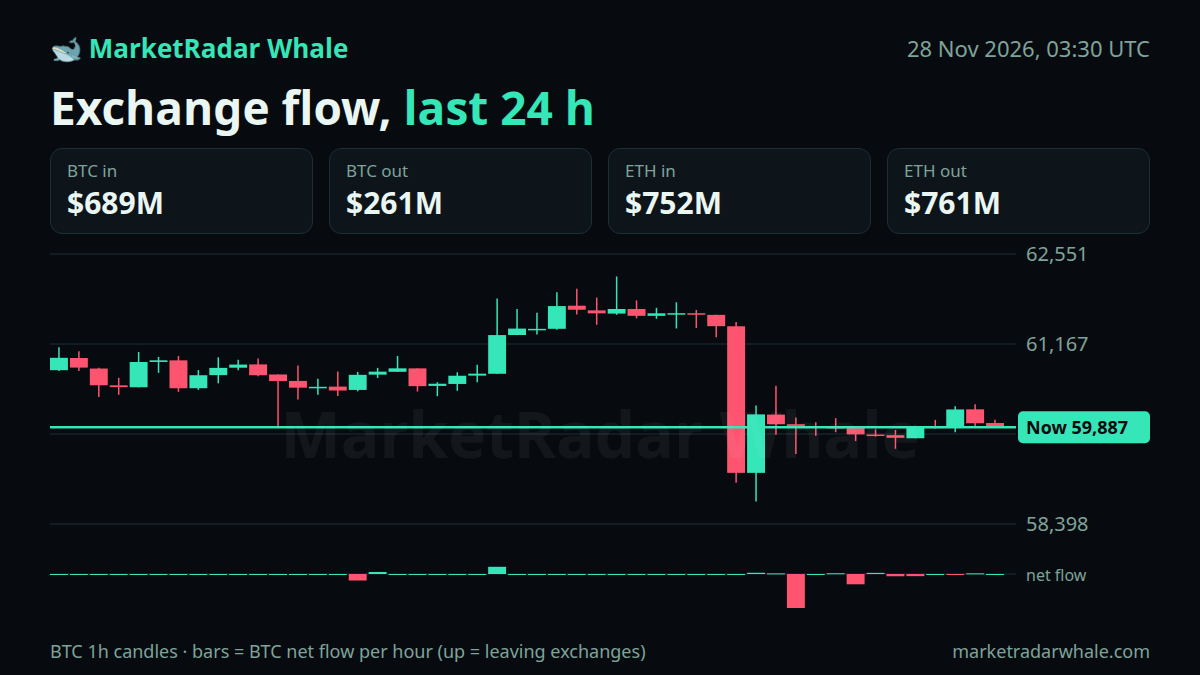 🐋 MarketRadar Whale
28 Nov 2026, 03:30 UTC
Exchange flow, last 24 h
BTC in
$689M
BTC out
$261M
ETH in
$752M
ETH out
$761M
62,551
61,167
MarketRadar Whale
Now 59,887
58,398
net flow
BTC 1h candles · bars = BTC net flow per hour (up = leaving exchanges)
marketradarwhale.com